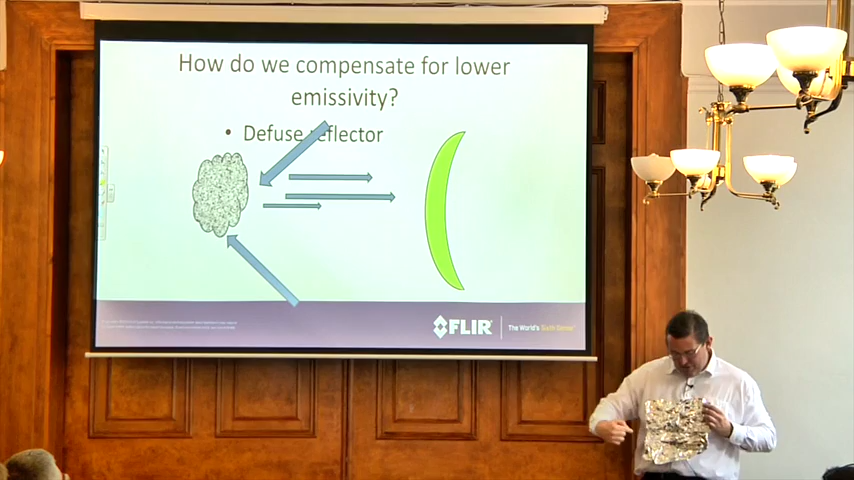 How do we compensate for lower
emissivity?
• Defuse reflector
FLIR
The World's Sixth Sense